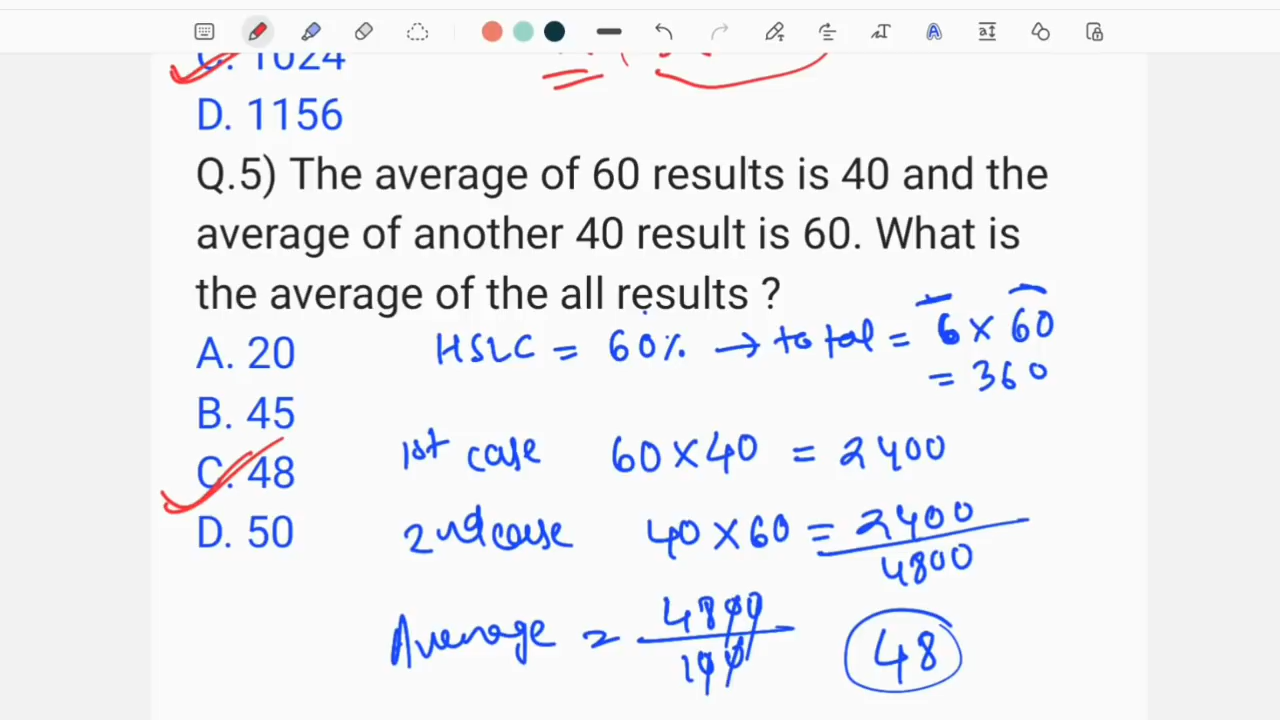 C. 1024
D. 1156
Q.5) The average of 60 results is 40 and the
average of another 40 result is 60. What is
the average of the all results ?
HSLC = 60% → total = 6 × 60
= 360
A. 20
B. 45
C. 48
D. 50
1st case 60 × 40 = 2400
2nd case 40 × 60 = 2400
4800
Average = 4800
100
48